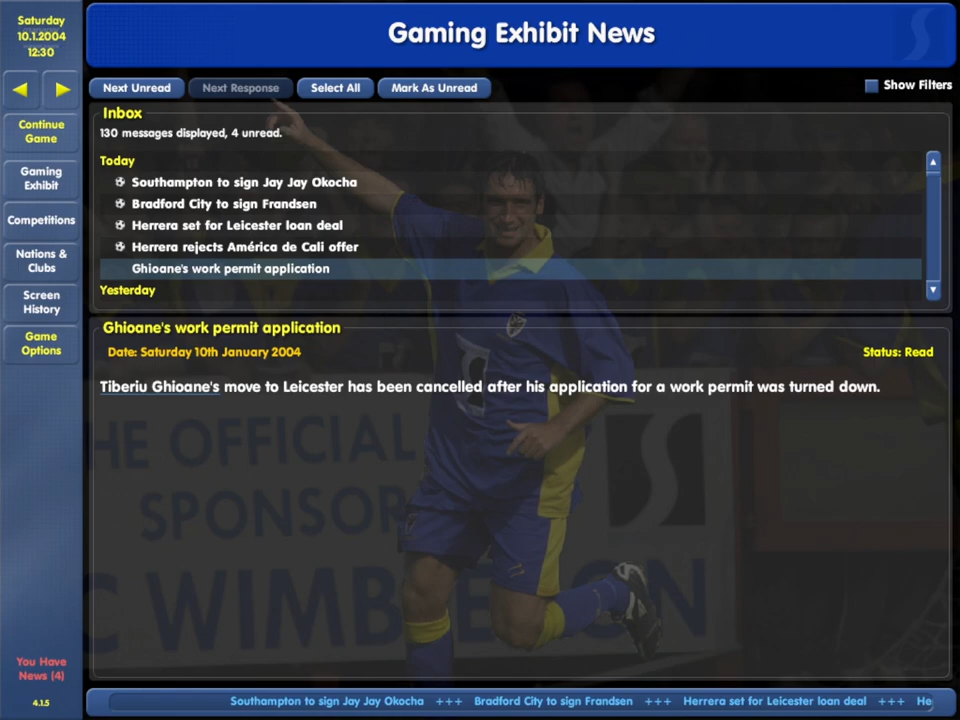 Saturday
10.1.2004
12:30
Gaming Exhibit News
Next Unread
Next Response
Select All
Mark As Unread
Show Filters
Continue
Game
Gaming
Exhibit
Competitions
Nations &
Clubs
Screen
History
Game
Options
Inbox
130 messages displayed, 4 unread.
Today
Southampton to sign Jay Jay Okocha
Bradford City to sign Frandsen
Herrera set for Leicester loan deal
Herrera rejects América de Cali offer
Ghioane's work permit application
Yesterday
Ghioane's work permit application
Date: Saturday 10th January 2004
Status: Read
Tiberiu Ghioane's move to Leicester has been cancelled after his application for a work permit was turned down.
HE OFFICIAL
SPONSOR
C WIMB ON
You Have
News (4)
4.1.5
Southampton to sign Jay Jay Okocha +++ Bradford City to sign Frandsen +++ Herrera set for Leicester loan deal +++ He